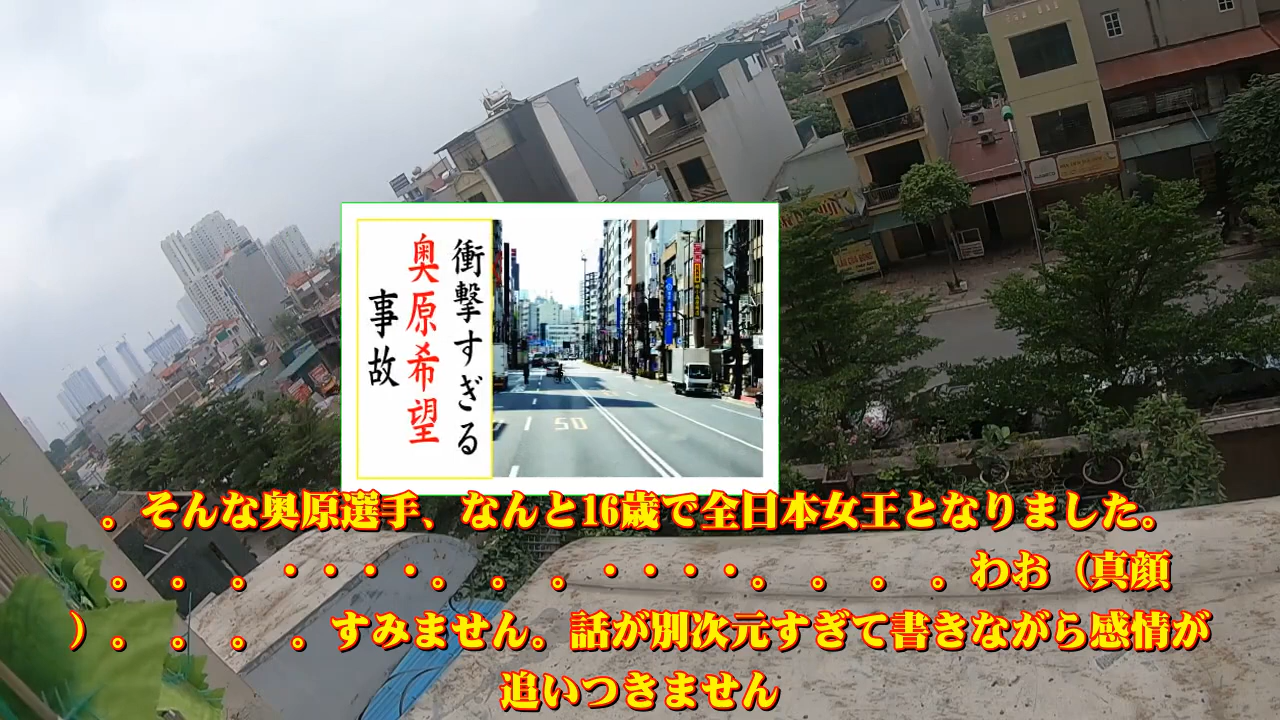 衝撃すぎる
奥原希望
事故
50
。そんな奥原選手、なんと16歳で全日本女王となりました。
。 。 。・・・・。 。 。・・・・。 。 。 。わお（真顔
）。 。 。 。すみません。話が別次元すぎて書きながら感情が
追いつきません